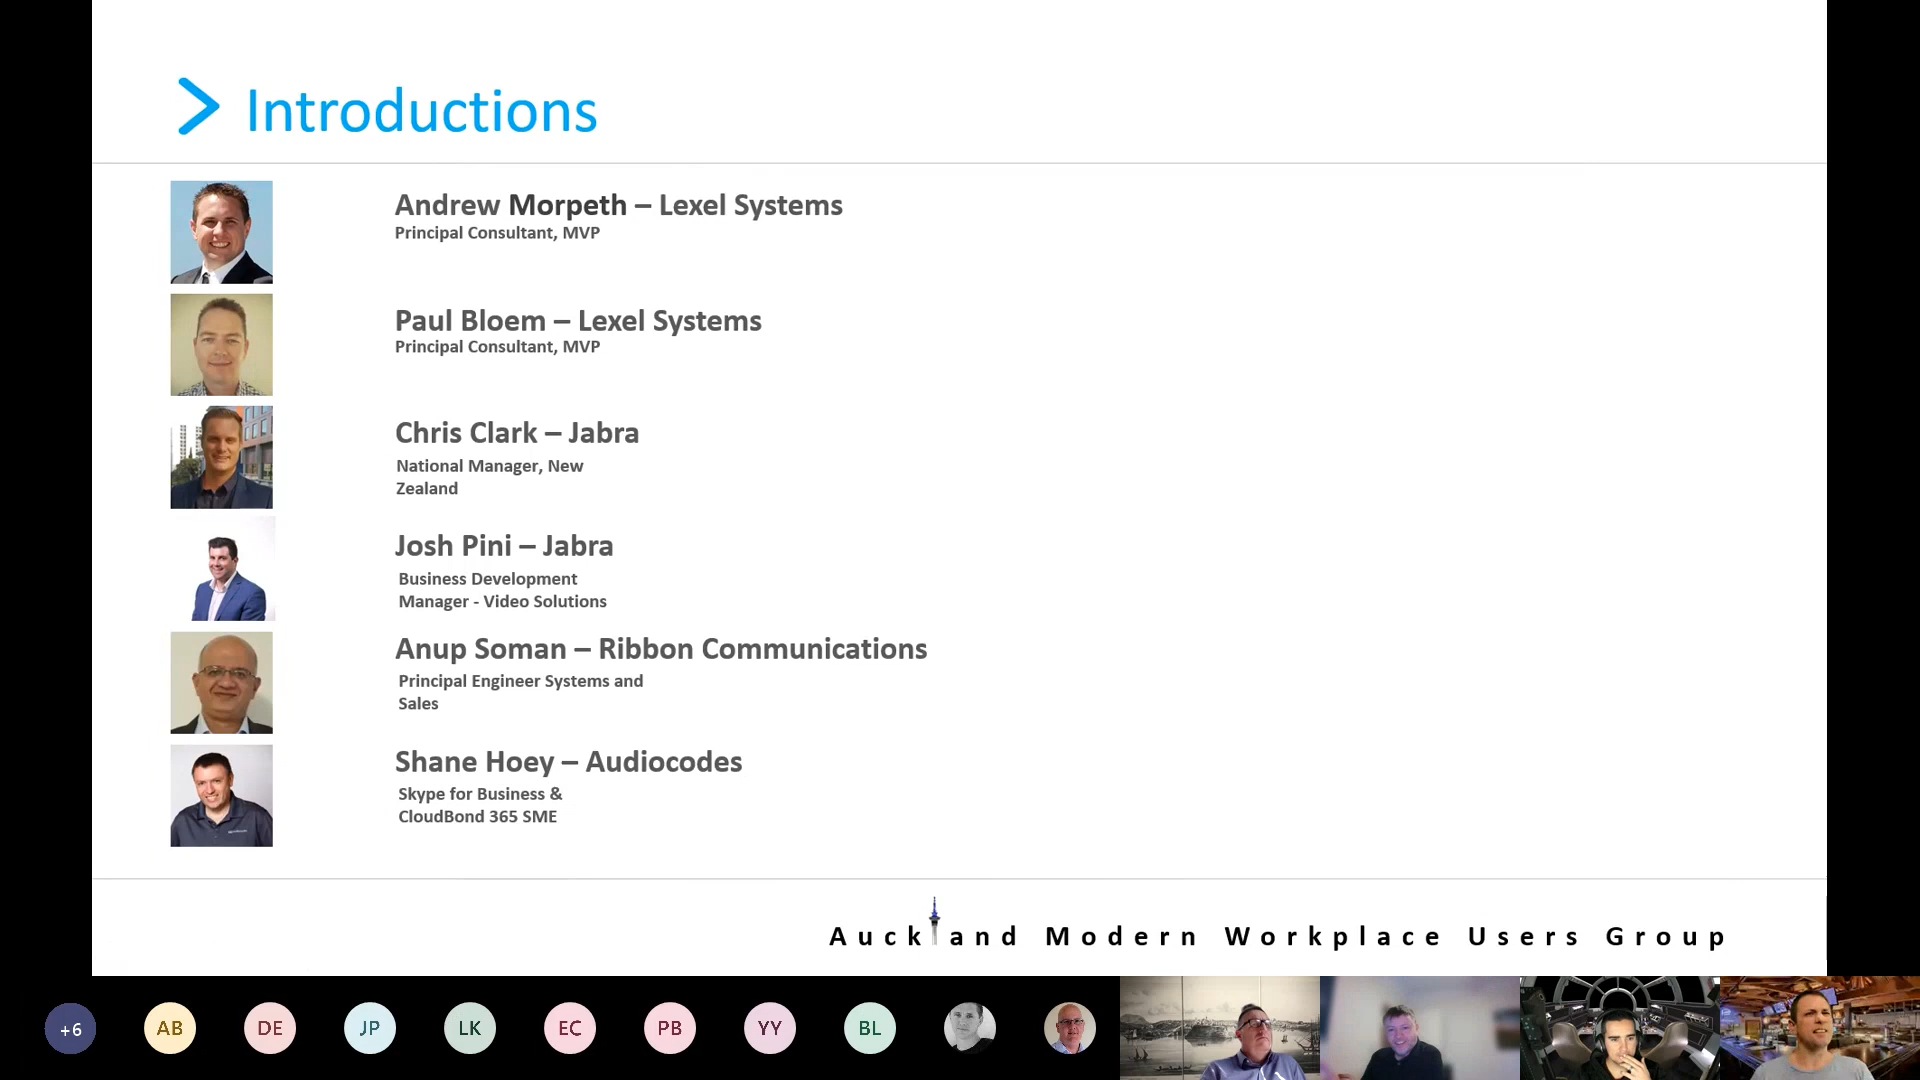 Introductions
Andrew Morpeth – Lexel Systems
Principal Consultant, MVP
Paul Bloem – Lexel Systems
Principal Consultant, MVP
Chris Clark – Jabra
National Manager, New
Zealand
Josh Pini – Jabra
Business Development
Manager - Video Solutions
Anup Soman – Ribbon Communications
Principal Engineer Systems and
Sales
Shane Hoey – Audiocodes
Skype for Business &
CloudBond 365 SME
Auckland Modern Workplace Users Group
+6 AB DE JP LK EC PB YY BL